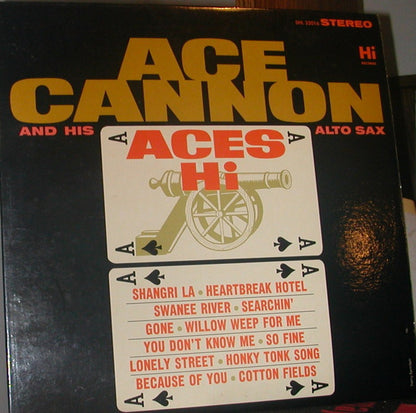 SHL 32016 STEREO
Hi
RECORDS
ACE
CANNON
AND HIS ALTO SAX
A A
ACES
Hi
A A
A A
SHANGRI LA • HEARTBREAK HOTEL
SWANEE RIVER • SEARCHIN'
GONE • WILLOW WEEP FOR ME
YOU DON'T KNOW ME • SO FINE
LONELY STREET • HONKY TONK SONG
BECAUSE OF YOU • COTTON FIELDS
A A